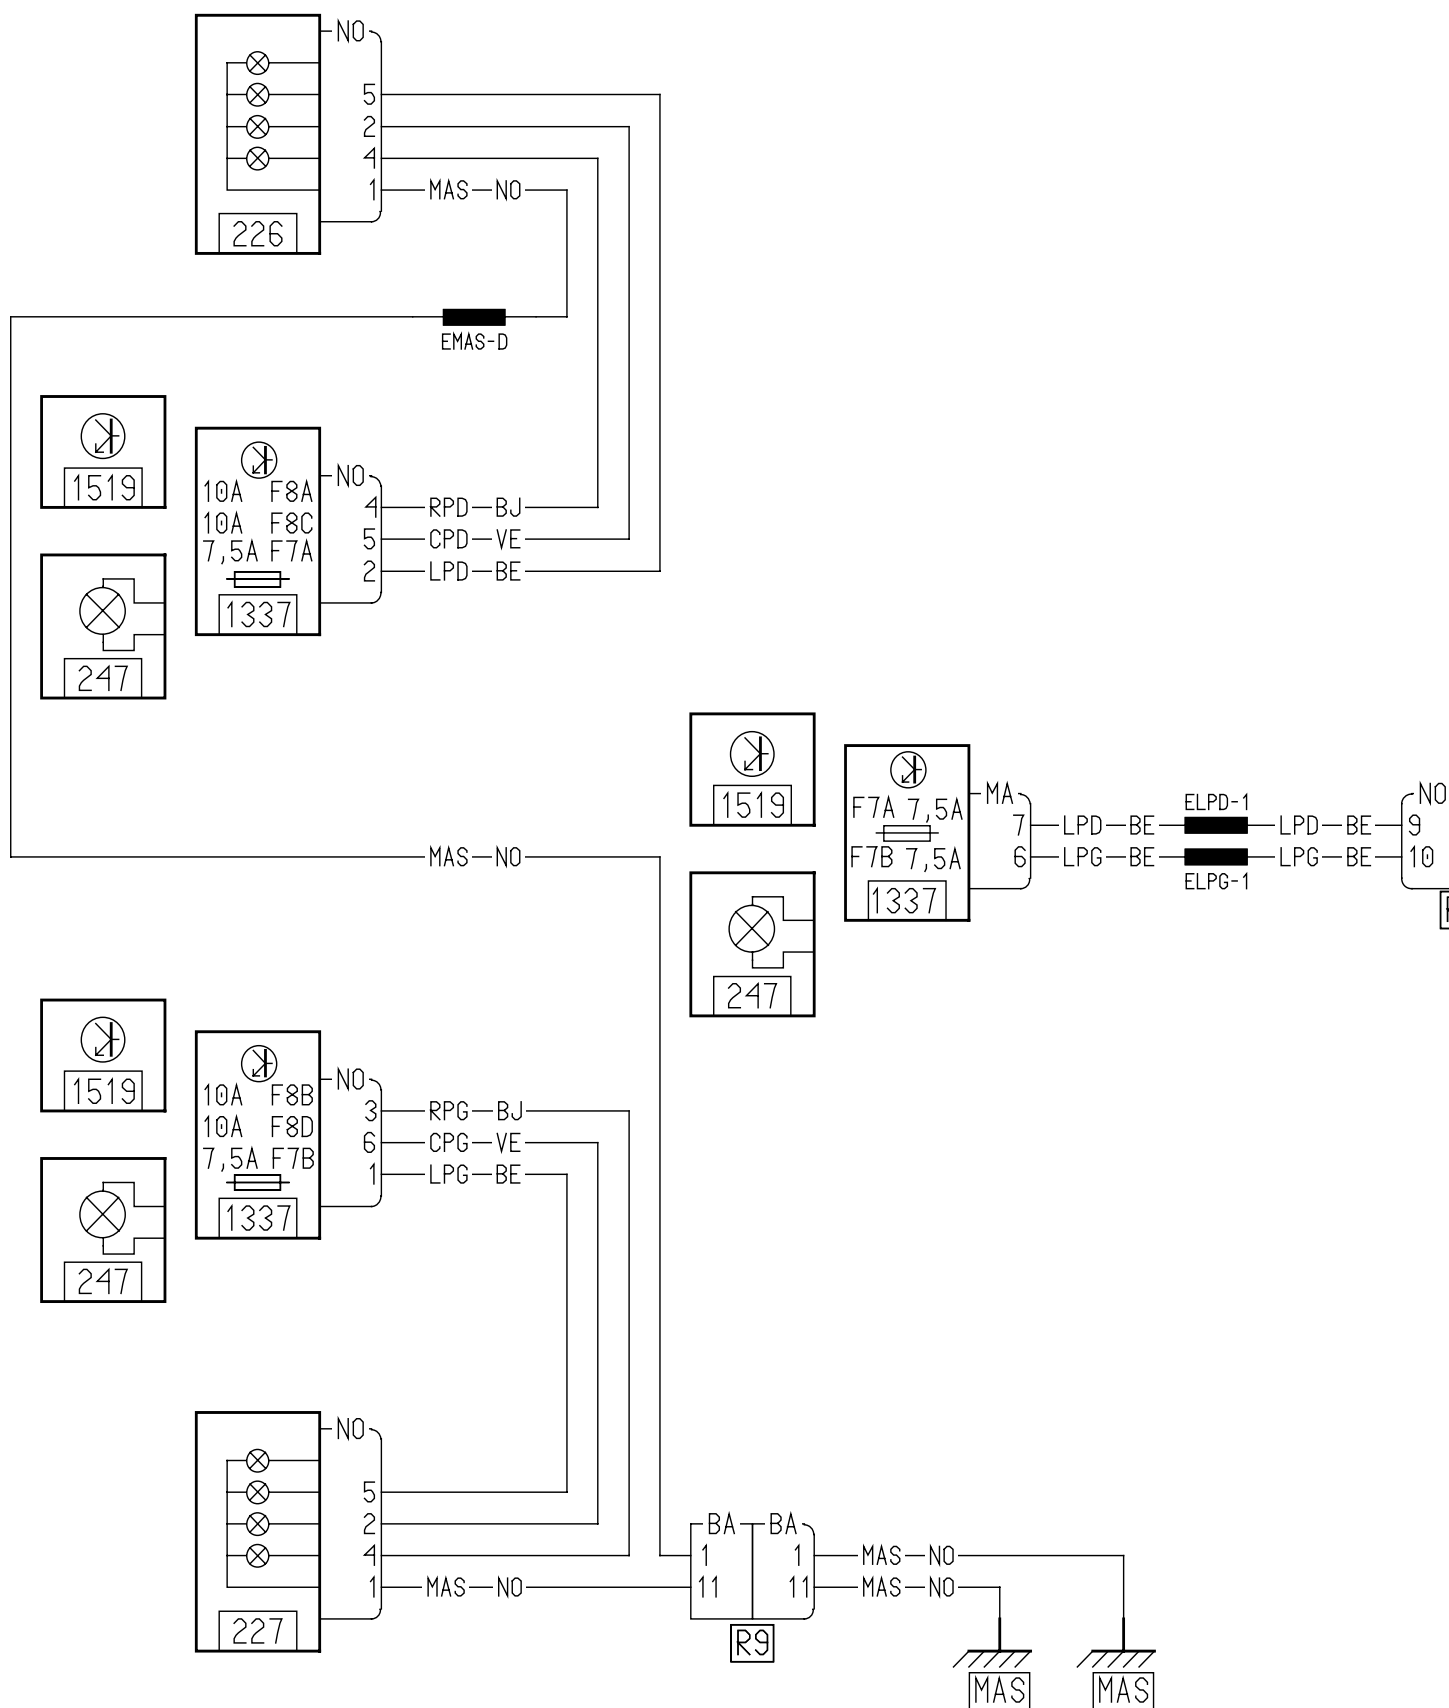 NO
5
2
4
1 MAS NO
226
EMAS-D
1519
NO
10A F8A
4 RPD BJ
10A F8C
5 CPD VE
7,5A F7A
2 LPD BE
1337
247
1519
MA
F7A 7,5A
7 LPD BE ELPD-1 LPD BE 9
NO
F7B 7,5A
6 LPG BE ELPG-1 LPG BE 10
1337
247
MAS NO
1519
NO
10A F8B
3 RPG BJ
10A F8D
6 CPG VE
7,5A F7B
1 LPG BE
1337
247
NO
5
2
4
1 MAS NO
227
BA BA
1 1 MAS NO
11 11 MAS NO
R9
MAS MAS